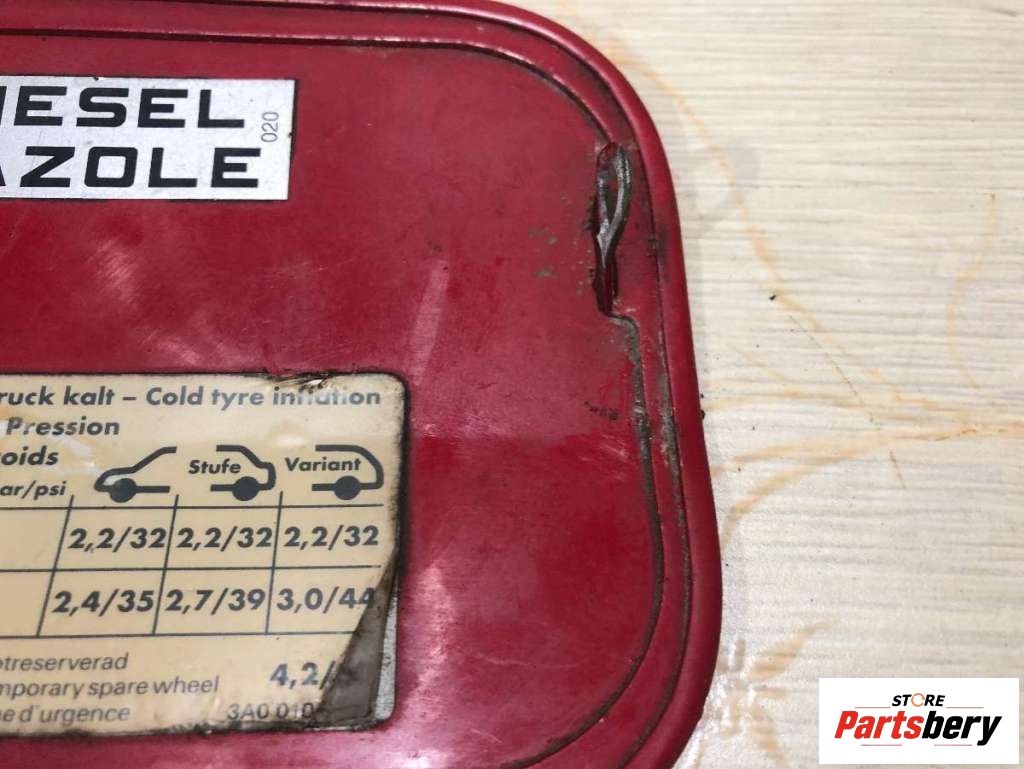 IESEL
AZOLE
020
ruck kalt – Cold tyre inflation
Pression
oids
ar/psi Stufe Variant
2,2/32 2,2/32 2,2/32
2,4/35 2,7/39 3,0/44
otreserverad
mporary spare wheel 4,2/
e d'urgence 3A0 010
STORE
Partsbery